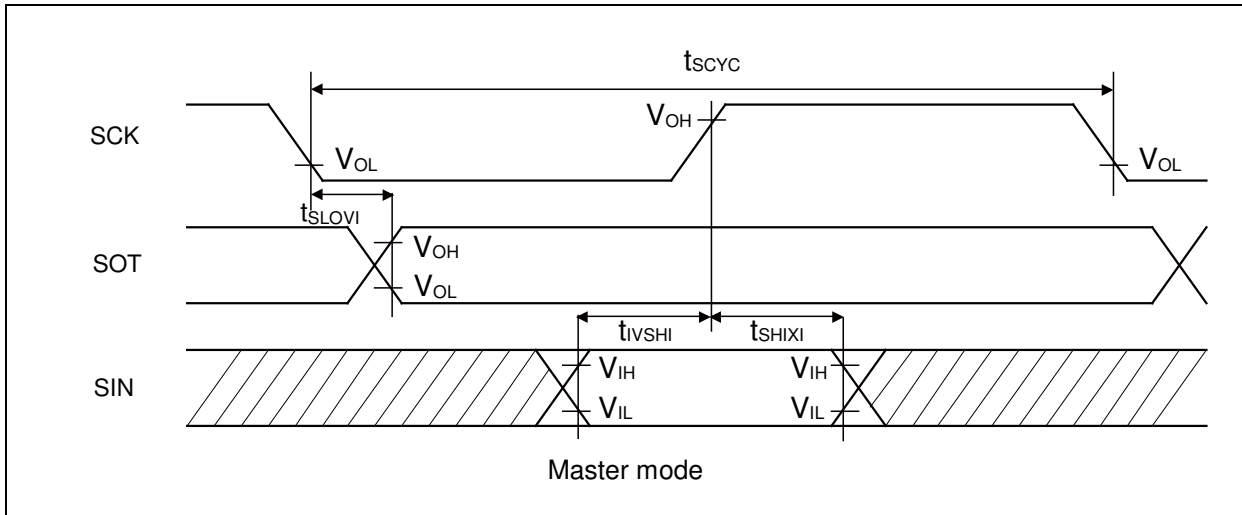 tSCYC
SCK
VOH
VOL
VOL
tSLOVI
SOT
VOH
VOL
tIVSHI
tSHIXI
SIN
VIH
VIH
VIL
VIL
Master mode